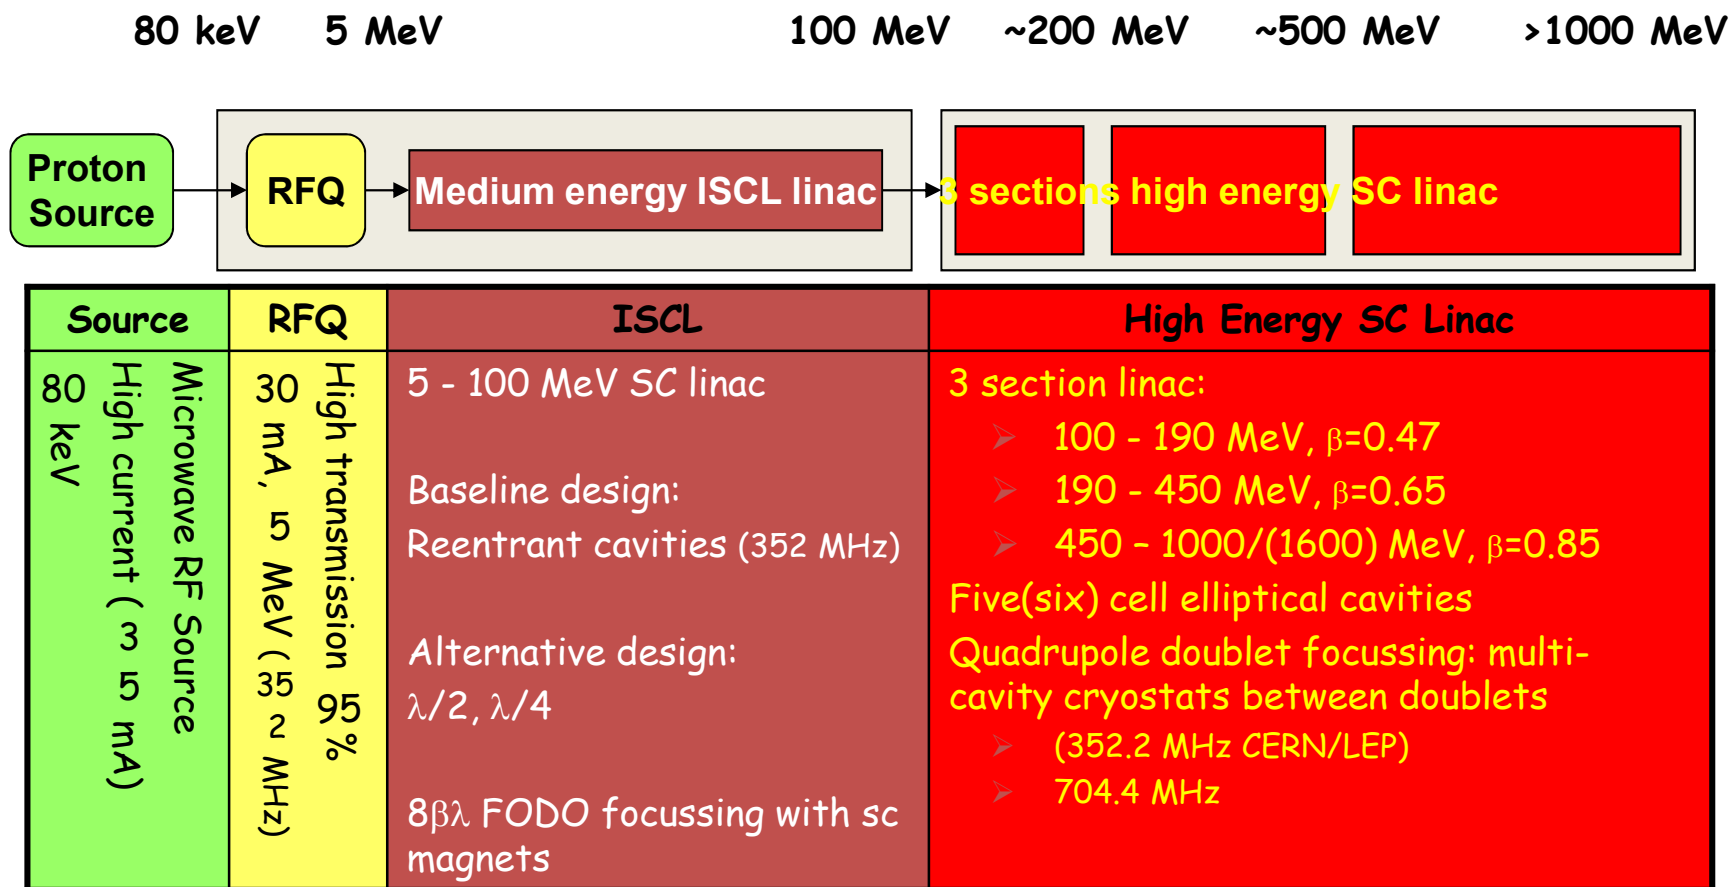 80 keV 5 MeV 100 MeV ~200 MeV ~500 MeV >1000 MeV
Proton
Source
RFQ
Medium energy ISCL linac
3 sections high energy SC linac
Source
RFQ
ISCL
High Energy SC Linac
Microwave RF Source
High current (35 mA)
80 keV
High transmission 95%
30 mA, 5 MeV (352 MHz)
5 - 100 MeV SC linac
Baseline design:
Reentrant cavities (352 MHz)
Alternative design:
λ/2, λ/4
8βλ FODO focussing with sc
magnets
3 section linac:
➢ 100 - 190 MeV, β=0.47
➢ 190 - 450 MeV, β=0.65
➢ 450 – 1000/(1600) MeV, β=0.85
Five(six) cell elliptical cavities
Quadrupole doublet focussing: multi-
cavity cryostats between doublets
➢ (352.2 MHz CERN/LEP)
➢ 704.4 MHz